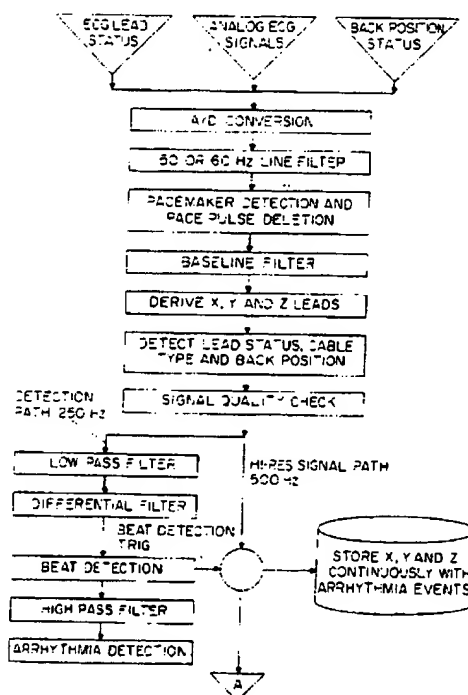 ECG LEAD
STATUS
ANALOG ECG
SIGNALS
BACK POSITION
STATUS
A/D CONVERSION
50 OR 60 Hz LINE FILTER
PACEMAKER DETECTION AND
PACE PULSE DELETION
BASELINE FILTER
DERIVE X, Y AND Z LEADS
DETECT LEAD STATUS, CABLE
TYPE AND BACK POSITION
SIGNAL QUALITY CHECK
DETECTION
PATH 250 Hz
LOW PASS FILTER
HI-RES SIGNAL PATH
500 Hz
DIFFERENTIAL FILTER
BEAT DETECTION
TRIG
BEAT DETECTION
STORE X, Y AND Z
CONTINUOUSLY WITH
ARRHYTHMIA EVENTS
HIGH PASS FILTER
ARRHYTHMIA DETECTION
A